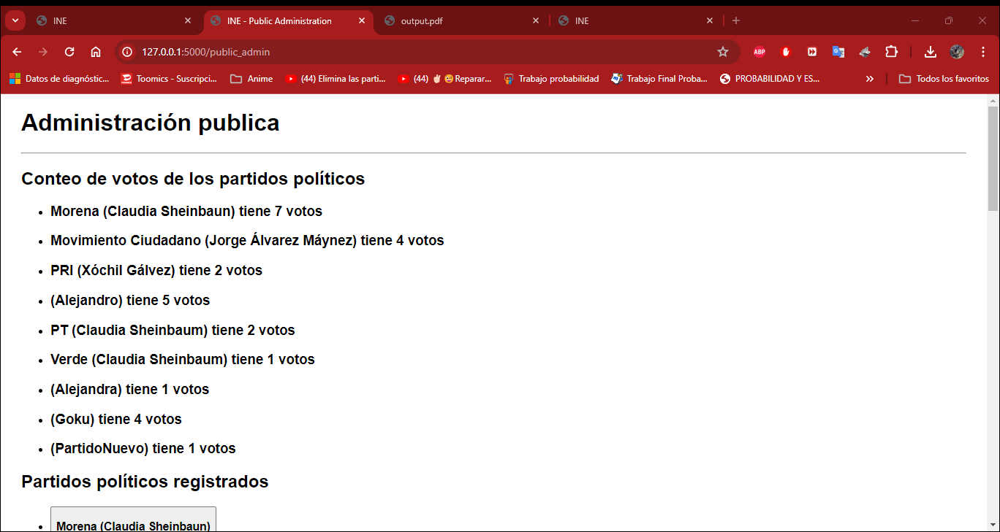 INE
INE - Public Administration
output.pdf
INE
127.0.0.1:5000/public_admin
ABP
Datos de diagnóstic...
Toomics - Suscripci...
Anime
(44) Elimina las parti...
(44) ✌😉Reparar...
Trabajo probabilidad
Trabajo Final Proba...
PROBABILIDAD Y ES...
»
Todos los favoritos
Administración publica
Conteo de votos de los partidos políticos
• Morena (Claudia Sheinbaun) tiene 7 votos
• Movimiento Ciudadano (Jorge Álvarez Máynez) tiene 4 votos
• PRI (Xóchil Gálvez) tiene 2 votos
• (Alejandro) tiene 5 votos
• PT (Claudia Sheinbaum) tiene 2 votos
• Verde (Claudia Sheinbaum) tiene 1 votos
• (Alejandra) tiene 1 votos
• (Goku) tiene 4 votos
• (PartidoNuevo) tiene 1 votos
Partidos políticos registrados
• Morena (Claudia Sheinbaun)